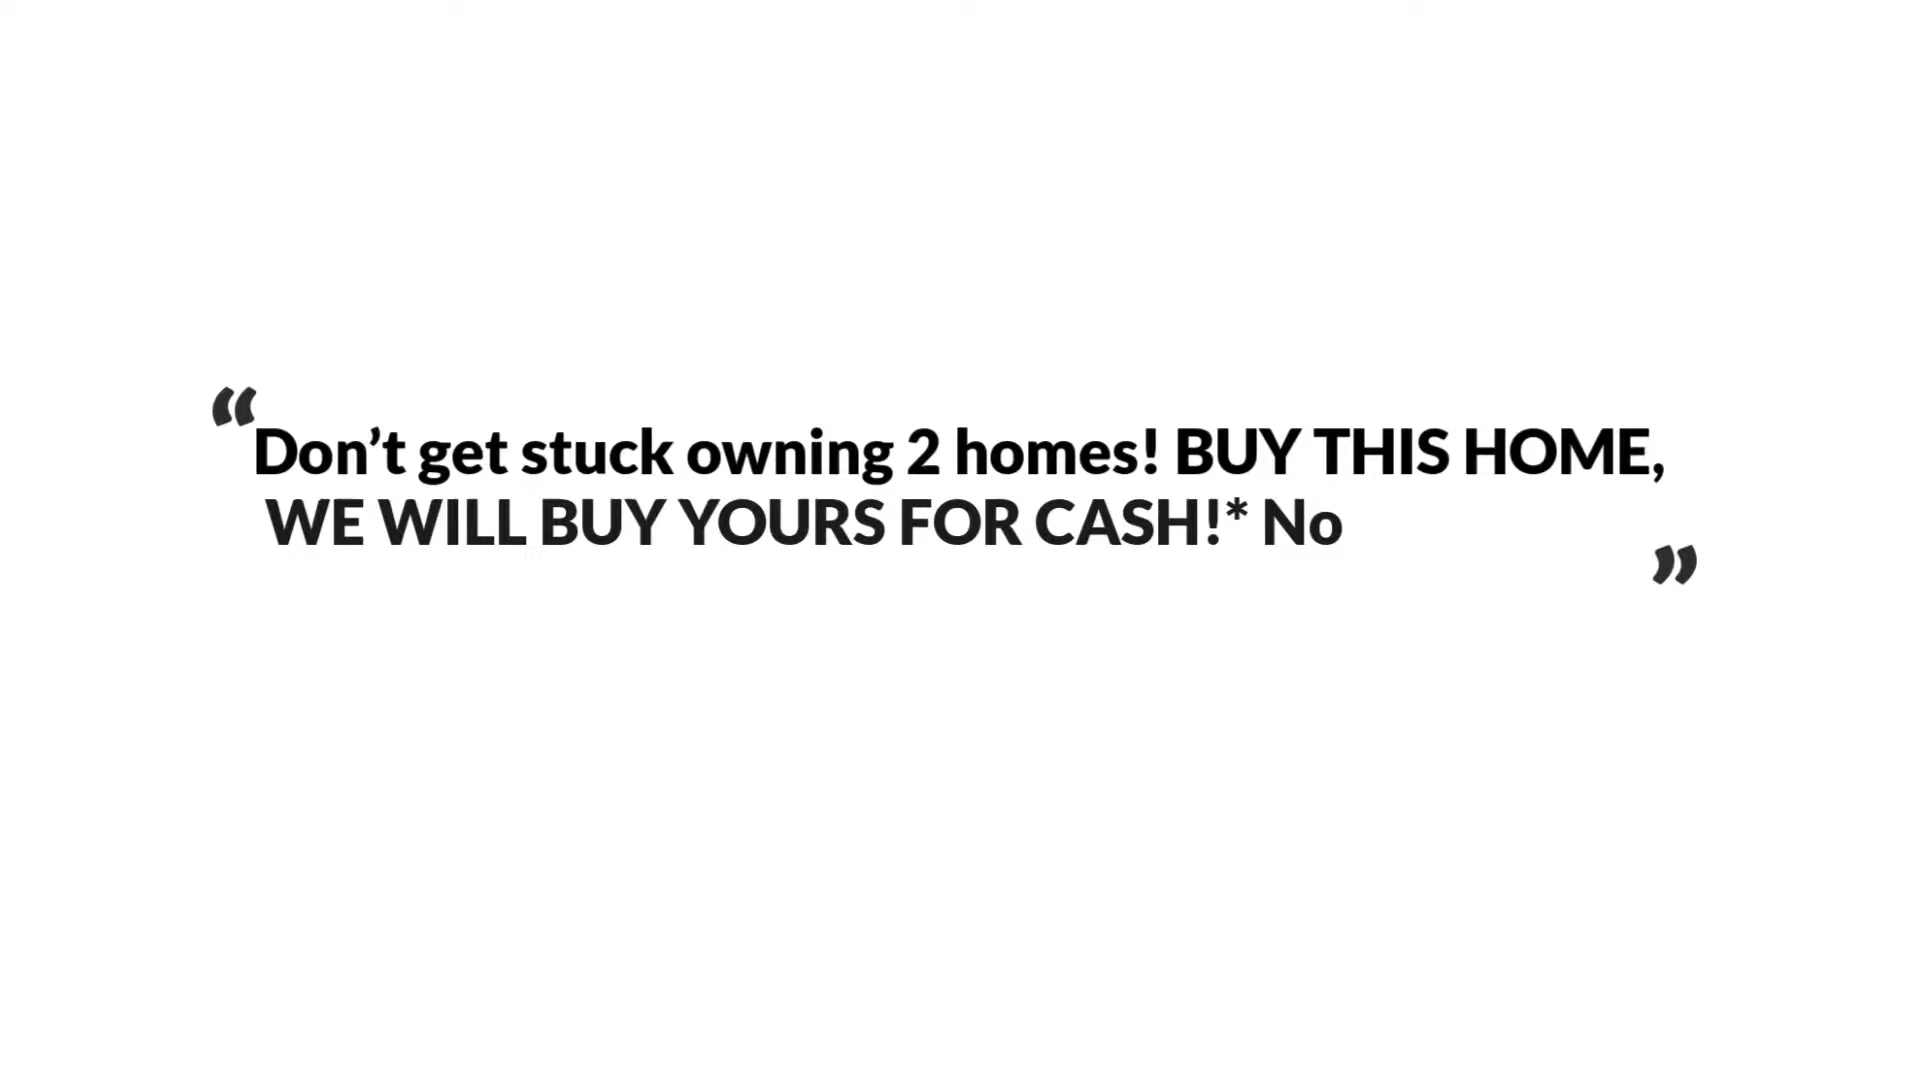 “Don’t get stuck owning 2 homes! BUY THIS HOME,
WE WILL BUY YOURS FOR CASH!* No”